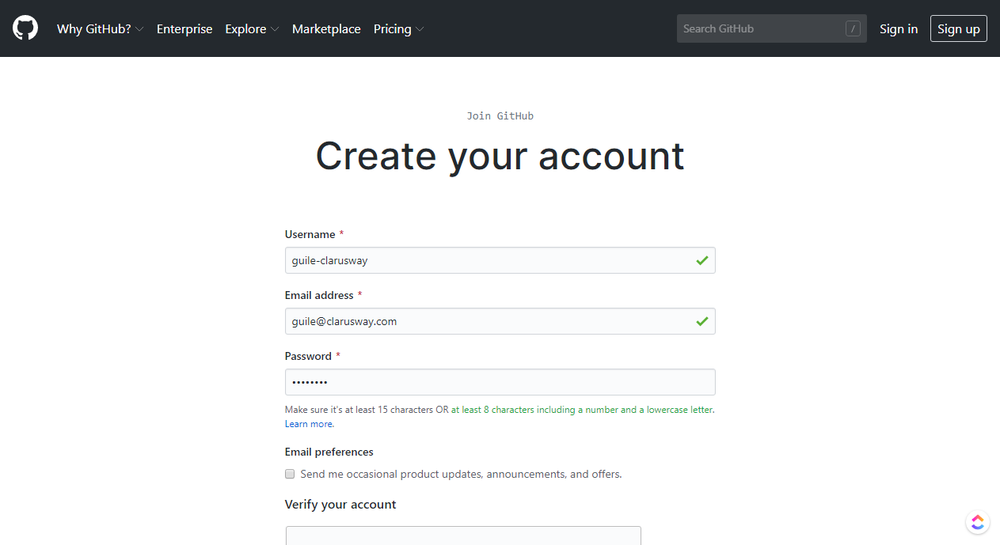 Why GitHub? Enterprise Explore Marketplace Pricing Search GitHub / Sign in Sign up
Join GitHub
Create your account
Username *
guile-clarusway
Email address *
guile@clarusway.com
Password *
••••••••
Make sure it's at least 15 characters OR at least 8 characters including a number and a lowercase letter.
Learn more.
Email preferences
Send me occasional product updates, announcements, and offers.
Verify your account